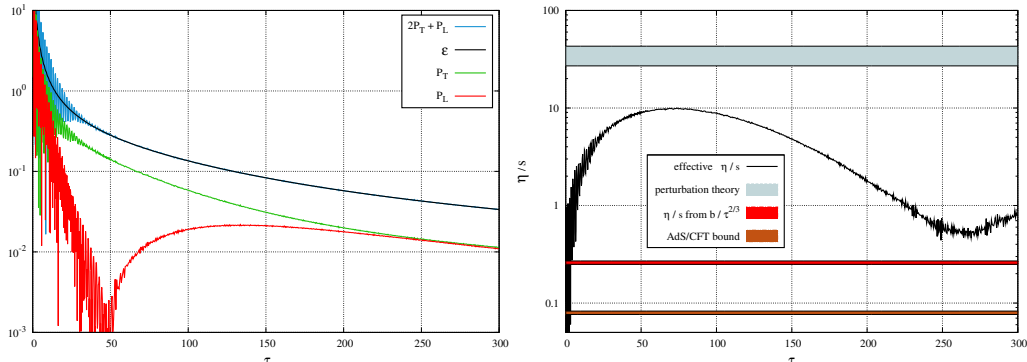 10^1
10^0
10^-1
10^-2
10^-3
0
50
100
150
200
250
300
τ
2P_T + P_L
ε
P_T
P_L
100
10
1
0.1
η / s
0
50
100
150
200
250
300
τ
effective η / s
perturbation theory
η / s from b / τ^2/3
AdS/CFT bound